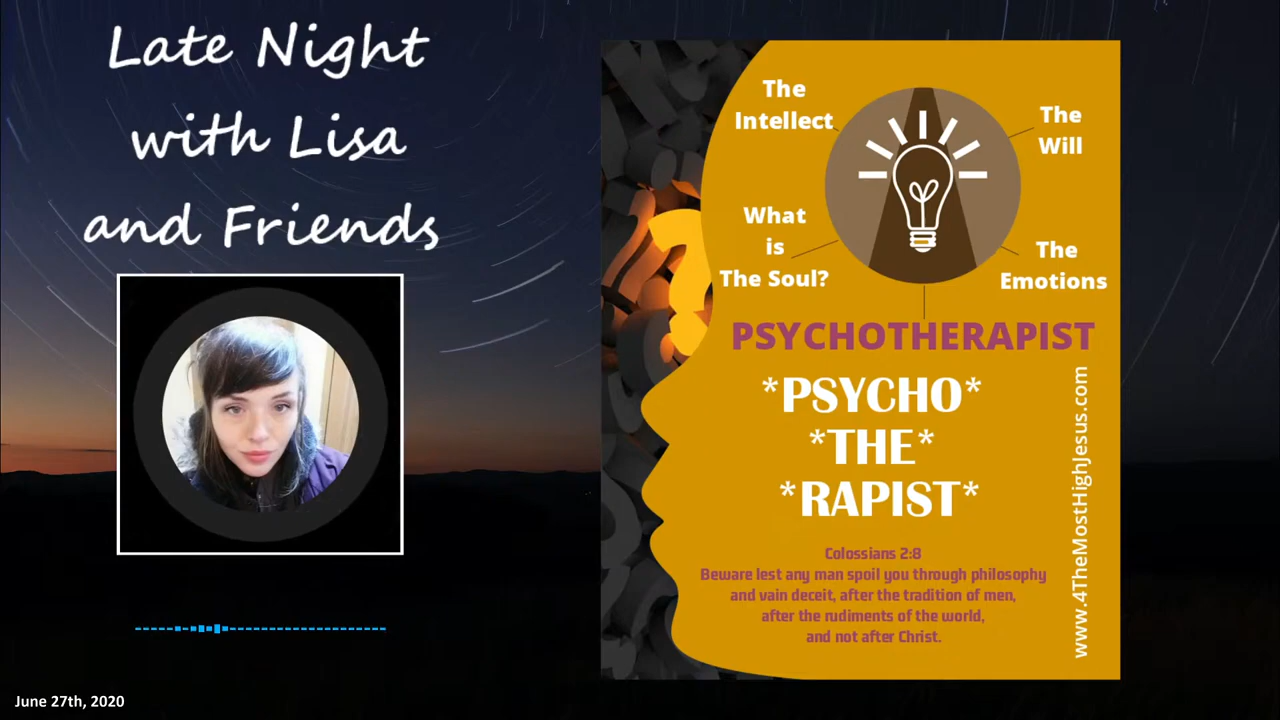 Late Night
with Lisa
and Friends
June 27th, 2020
The
Intellect
The
Will
What
is
The Soul?
The
Emotions
PSYCHOTHERAPIST
*PSYCHO*
*THE*
*RAPIST*
Colossians 2:8
Beware lest any man spoil you through philosophy
and vain deceit, after the tradition of men,
after the rudiments of the world,
and not after Christ.
www.4TheMostHighJesus.com